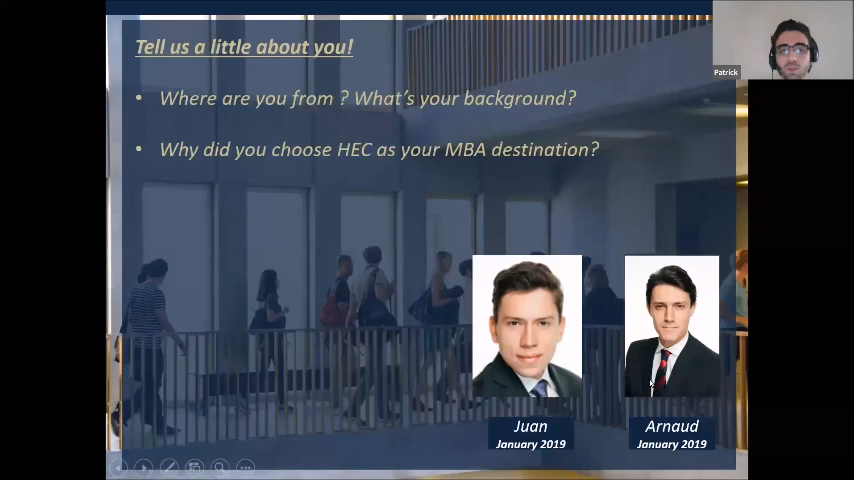 Tell us a little about you!
• Where are you from ? What's your background?
• Why did you choose HEC as your MBA destination?
Patrick
Juan
January 2019
Arnaud
January 2019